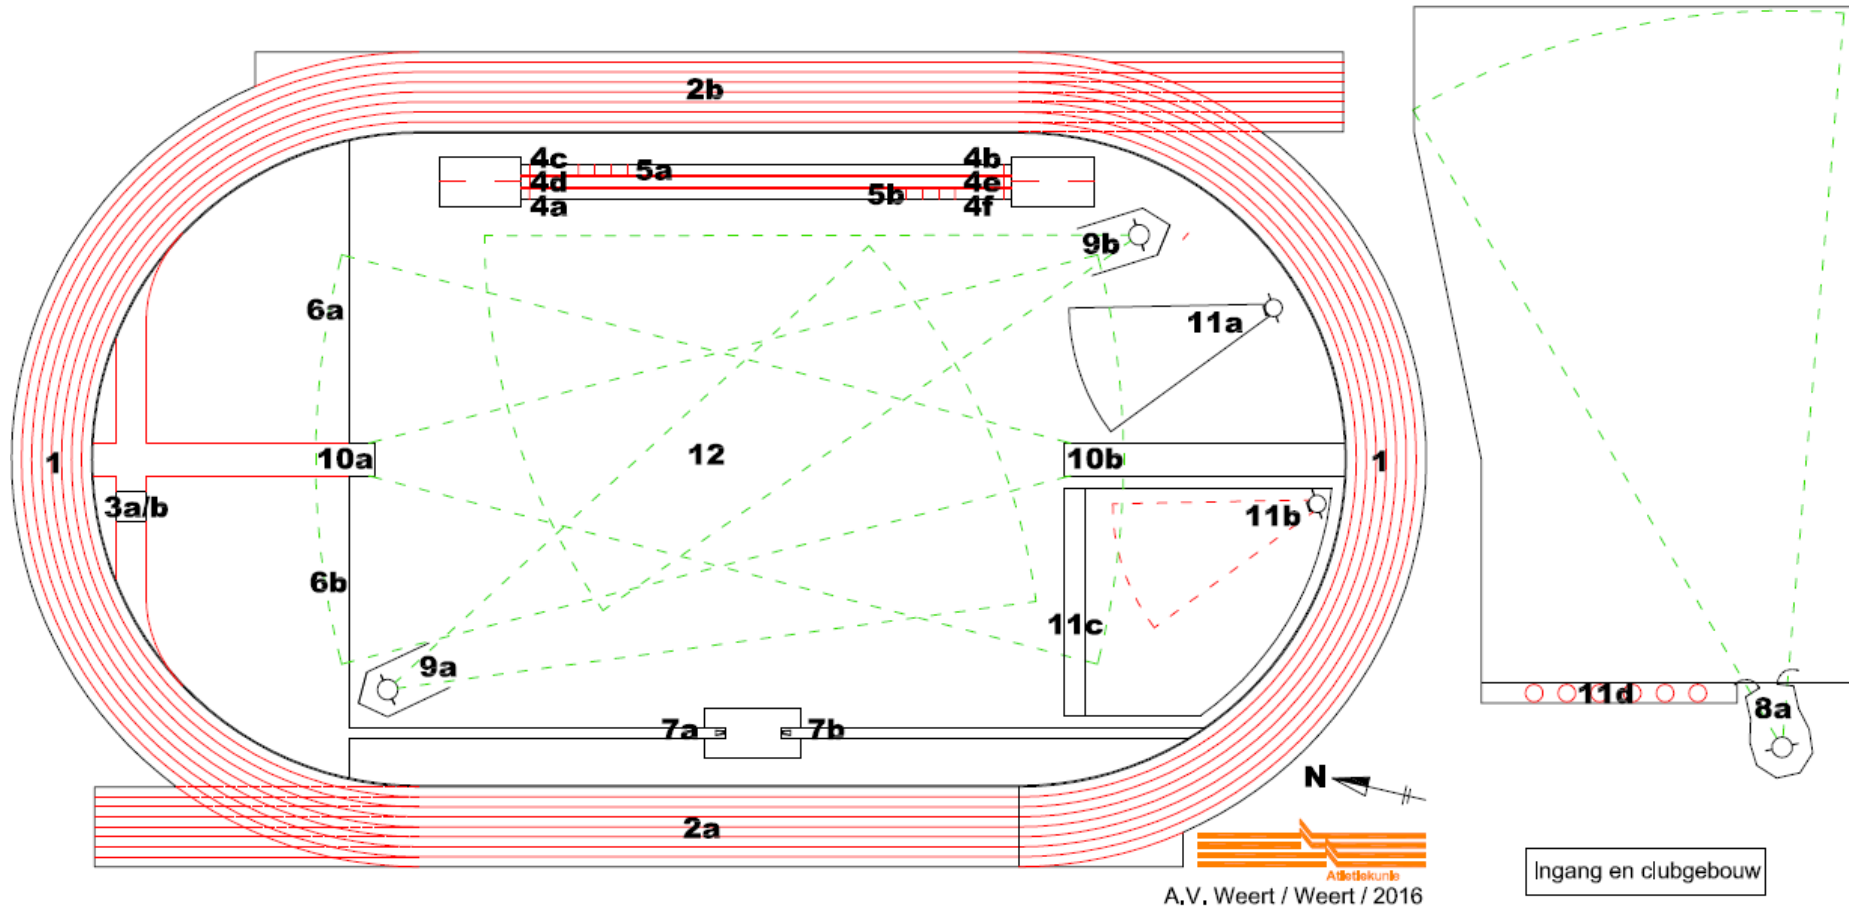 2b
4c
4b
5a
4d
4e
5b
4a
4f
9b
6a
11a
12
1
10a
10b
1
3a/b
11b
6b
11c
9a
11d
8a
7a
7b
N
2a
Atletiekunie
Ingang en clubgebouw
A.V. Weert / Weert / 2016